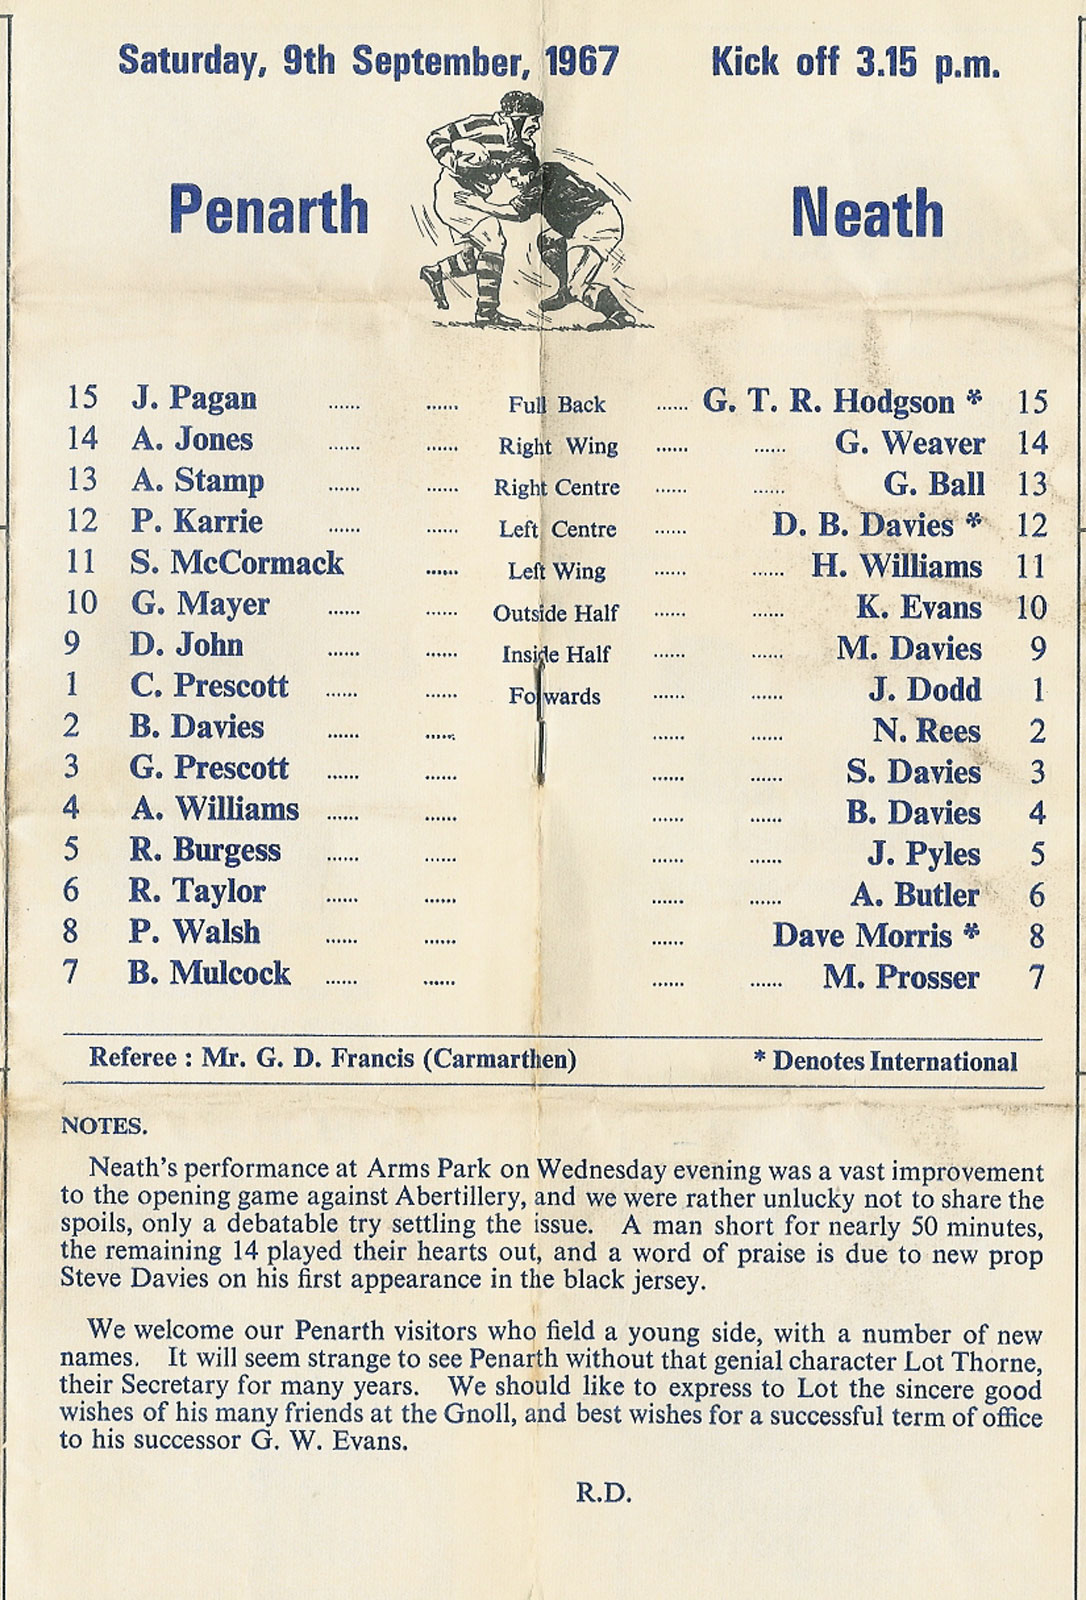 Saturday, 9th September, 1967 Kick off 3.15 p.m.
Penarth Neath
15 J. Pagan ...... ...... Full Back ...... G. T. R. Hodgson * 15
14 A. Jones ...... ...... Right Wing ...... ...... G. Weaver 14
13 A. Stamp ...... ...... Right Centre ...... ...... G. Ball 13
12 P. Karrie ...... ...... Left Centre ...... D. B. Davies * 12
11 S. McCormack ...... Left Wing ...... ...... H. Williams 11
10 G. Mayer ...... ...... Outside Half ...... ...... K. Evans 10
9 D. John ...... ...... Inside Half ...... ...... M. Davies 9
1 C. Prescott ...... ...... Forwards ...... ...... J. Dodd 1
2 B. Davies ...... ...... ...... ...... N. Rees 2
3 G. Prescott ...... ...... ...... ...... S. Davies 3
4 A. Williams ...... ...... ...... ...... B. Davies 4
5 R. Burgess ...... ...... ...... ...... J. Pyles 5
6 R. Taylor ...... ...... ...... ...... A. Butler 6
8 P. Walsh ...... ...... ...... Dave Morris * 8
7 B. Mulcock ...... ...... ...... ...... M. Prosser 7
Referee : Mr. G. D. Francis (Carmarthen) * Denotes International
NOTES.
Neath's performance at Arms Park on Wednesday evening was a vast improvement
to the opening game against Abertillery, and we were rather unlucky not to share the
spoils, only a debatable try settling the issue. A man short for nearly 50 minutes,
the remaining 14 played their hearts out, and a word of praise is due to new prop
Steve Davies on his first appearance in the black jersey.
We welcome our Penarth visitors who field a young side, with a number of new
names. It will seem strange to see Penarth without that genial character Lot Thorne,
their Secretary for many years. We should like to express to Lot the sincere good
wishes of his many friends at the Gnoll, and best wishes for a successful term of office
to his successor G. W. Evans.
R.D.